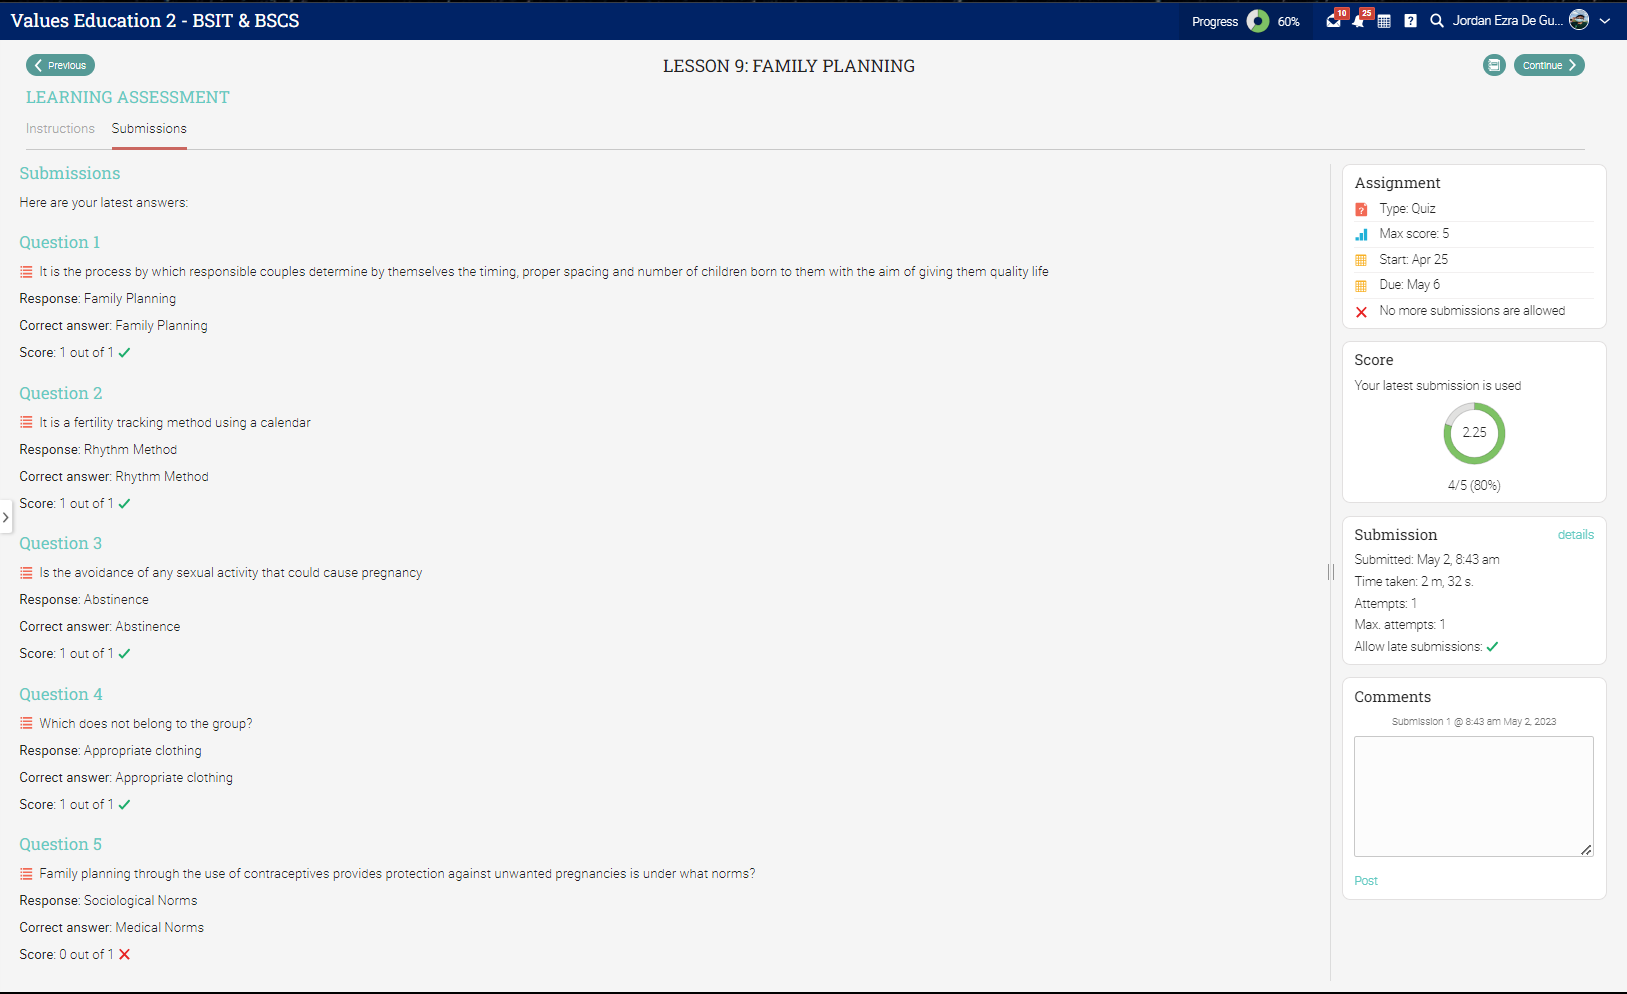 Values Education 2 - BSIT & BSCS
Progress 60% 10 25 ? Jordan Ezra De Gu...
Previous
LESSON 9: FAMILY PLANNING
Continue
LEARNING ASSESSMENT
Instructions Submissions
Submissions
Here are your latest answers:
Question 1
It is the process by which responsible couples determine by themselves the timing, proper spacing and number of children born to them with the aim of giving them quality life
Response: Family Planning
Correct answer: Family Planning
Score: 1 out of 1
Question 2
It is a fertility tracking method using a calendar
Response: Rhythm Method
Correct answer: Rhythm Method
Score: 1 out of 1
Question 3
Is the avoidance of any sexual activity that could cause pregnancy
Response: Abstinence
Correct answer: Abstinence
Score: 1 out of 1
Question 4
Which does not belong to the group?
Response: Appropriate clothing
Correct answer: Appropriate clothing
Score: 1 out of 1
Question 5
Family planning through the use of contraceptives provides protection against unwanted pregnancies is under what norms?
Response: Sociological Norms
Correct answer: Medical Norms
Score: 0 out of 1
Assignment
? Type: Quiz
Max score: 5
Start: Apr 25
Due: May 6
No more submissions are allowed
Score
Your latest submission is used
2.25
4/5 (80%)
Submission details
Submitted: May 2, 8:43 am
Time taken: 2 m, 32 s.
Attempts: 1
Max. attempts: 1
Allow late submissions:
Comments
Submission 1 @ 8:43 am May 2, 2023
Post